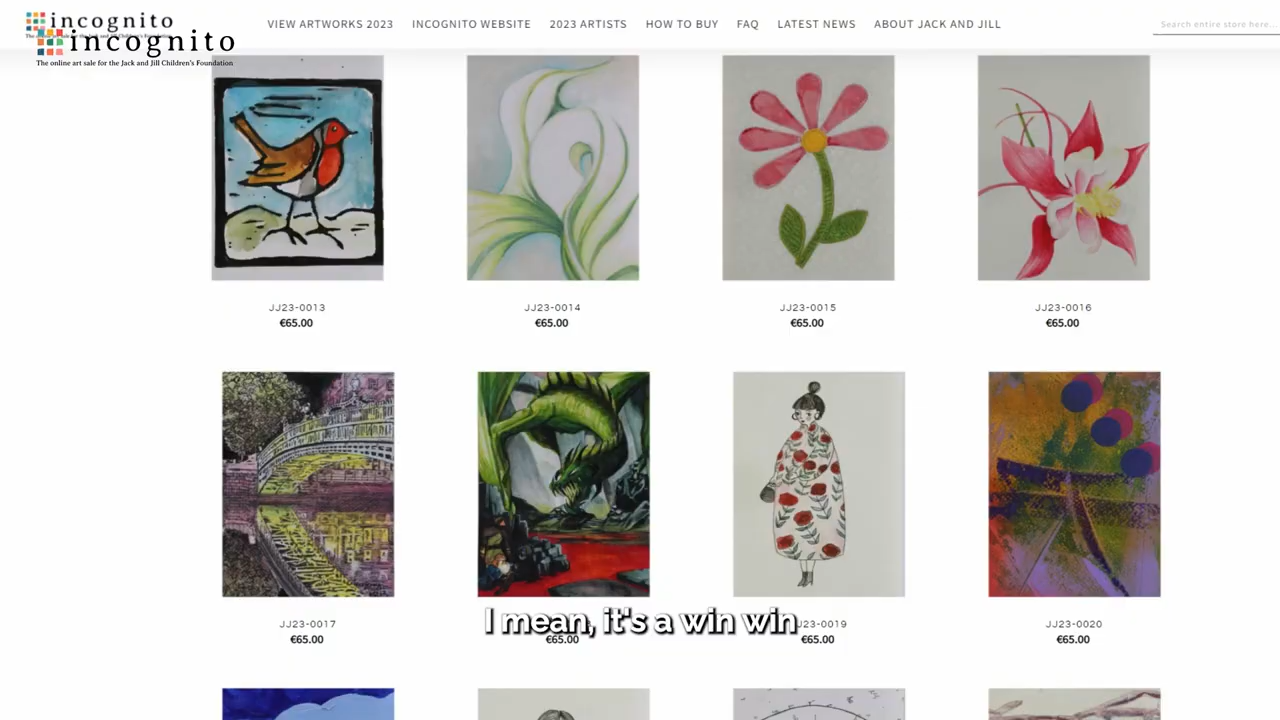 incognito
incognito
The online art sale for the Jack and Jill Children's Foundation
VIEW ARTWORKS 2023 INCOGNITO WEBSITE 2023 ARTISTS HOW TO BUY FAQ LATEST NEWS ABOUT JACK AND JILL
Search entire store here...
JJ23-0013 JJ23-0014 JJ23-0015 JJ23-0016
€65.00 €65.00 €65.00 €65.00
JJ23-0017 JJ23-0019 JJ23-0020
I mean, it's a win win
€65.00 €65.00 €65.00 €65.00